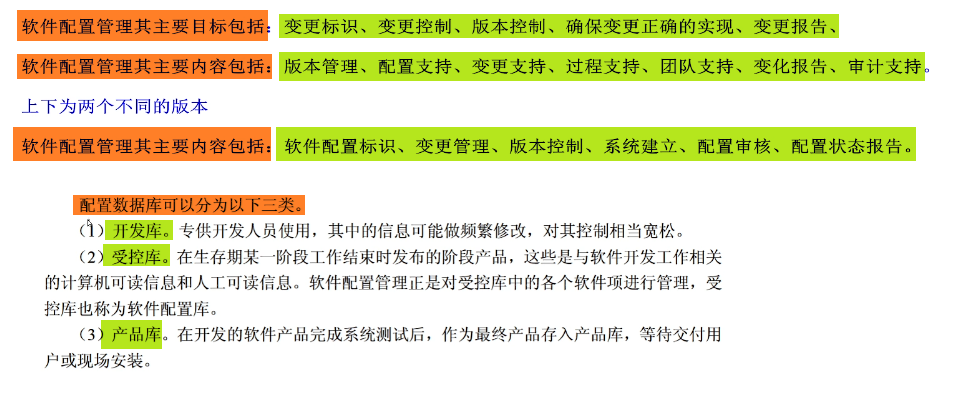 软件配置管理其主要目标包括：变更标识、变更控制、版本控制、确保变更正确的实现、变更报告、
软件配置管理其主要内容包括：版本管理、配置支持、变更支持、过程支持、团队支持、变化报告、审计支持。
上下为两个不同的版本
软件配置管理其主要内容包括：软件配置标识、变更管理、版本控制、系统建立、配置审核、配置状态报告。
配置数据库可以分为以下三类。
（1）开发库。专供开发人员使用，其中的信息可能做频繁修改，对其控制相当宽松。
（2）受控库。在生存期某一阶段工作结束时发布的阶段产品，这些是与软件开发工作相关
的计算机可读信息和人工可读信息。软件配置管理正是对受控库中的各个软件项进行管理，受
控库也称为软件配置库。
（3）产品库。在开发的软件产品完成系统测试后，作为最终产品存入产品库，等待交付用
户或现场安装。